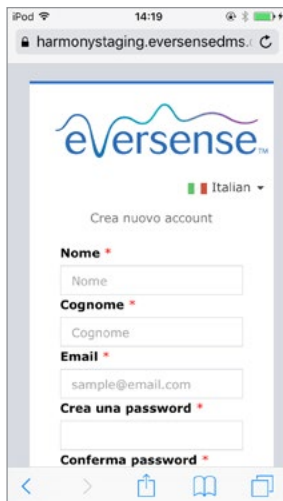 iPod 14:19
harmonystaging.eversensedms.
eversense™
Italian
Crea nuovo account
Nome *
Nome
Cognome *
Cognome
Email *
sample@email.com
Crea una password *
Conferma password *